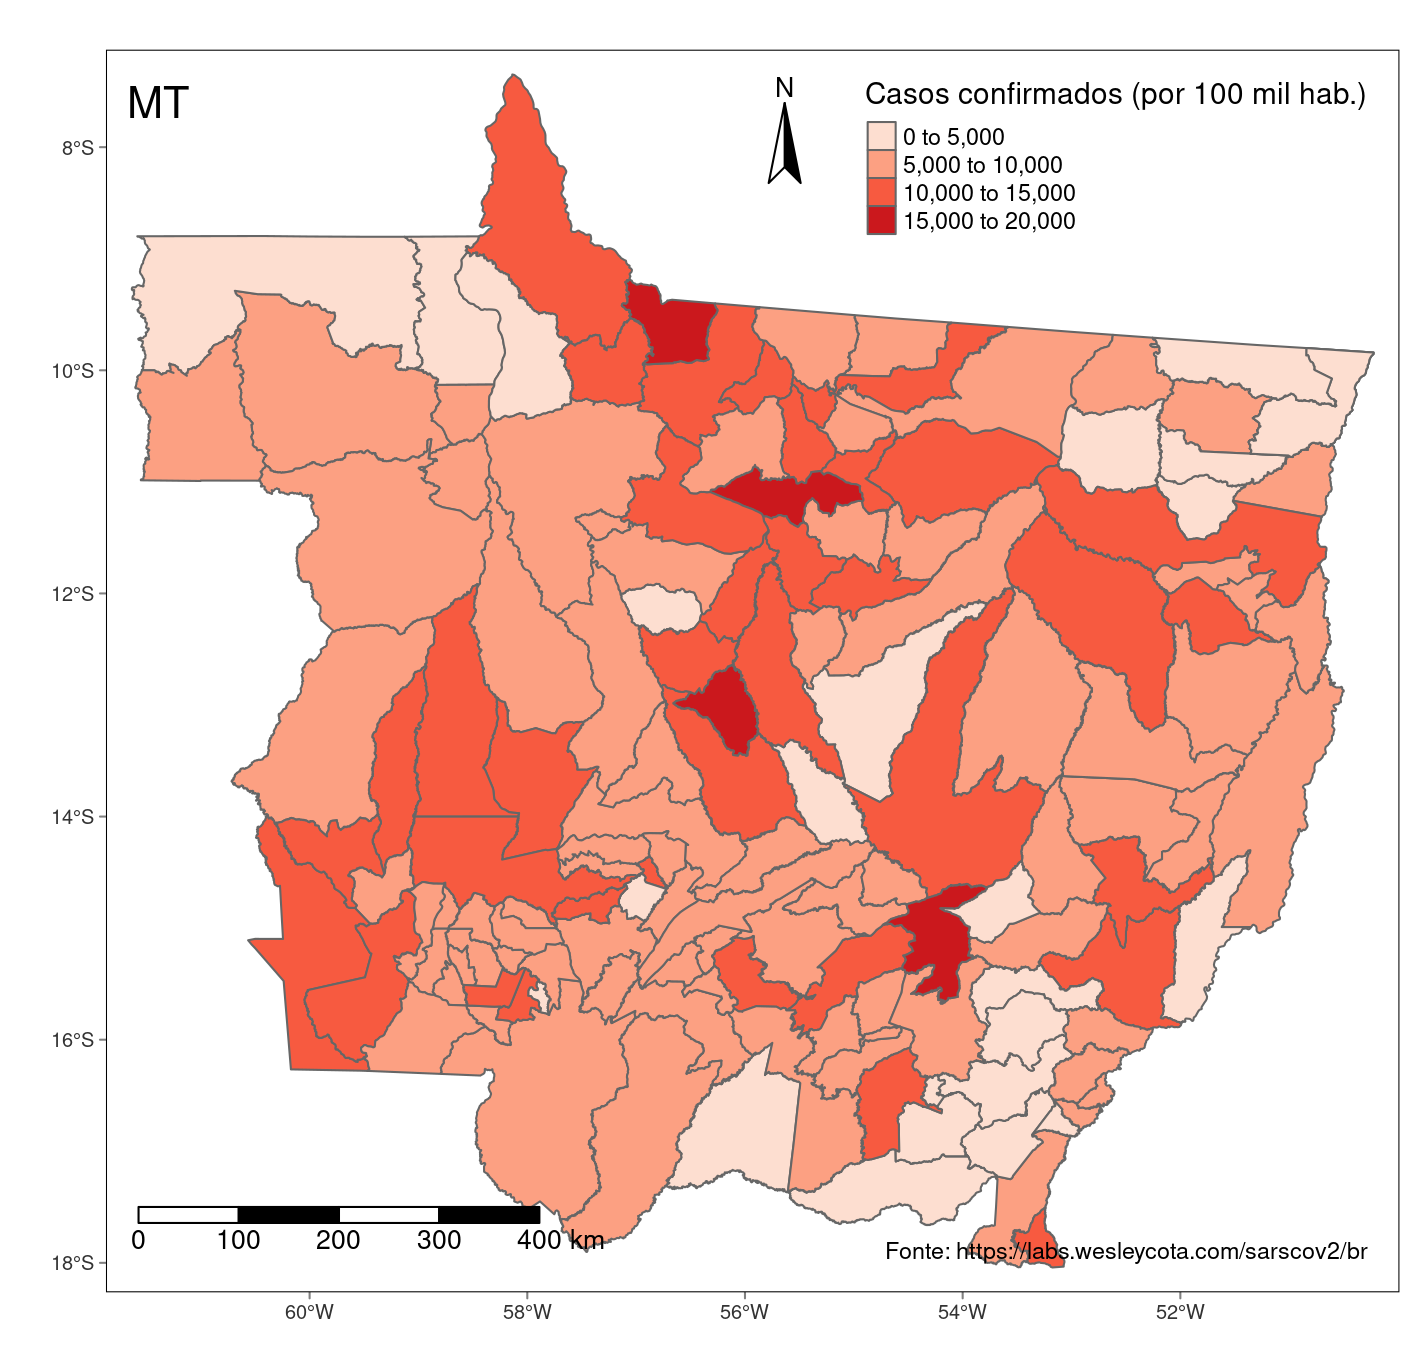 MT
N
Casos confirmados (por 100 mil hab.)
0 to 5,000
5,000 to 10,000
10,000 to 15,000
15,000 to 20,000
8°S
10°S
12°S
14°S
16°S
18°S
0 100 200 300 400 km
Fonte: https://labs.wesleycota.com/sarscov2/br
60°W 58°W 56°W 54°W 52°W